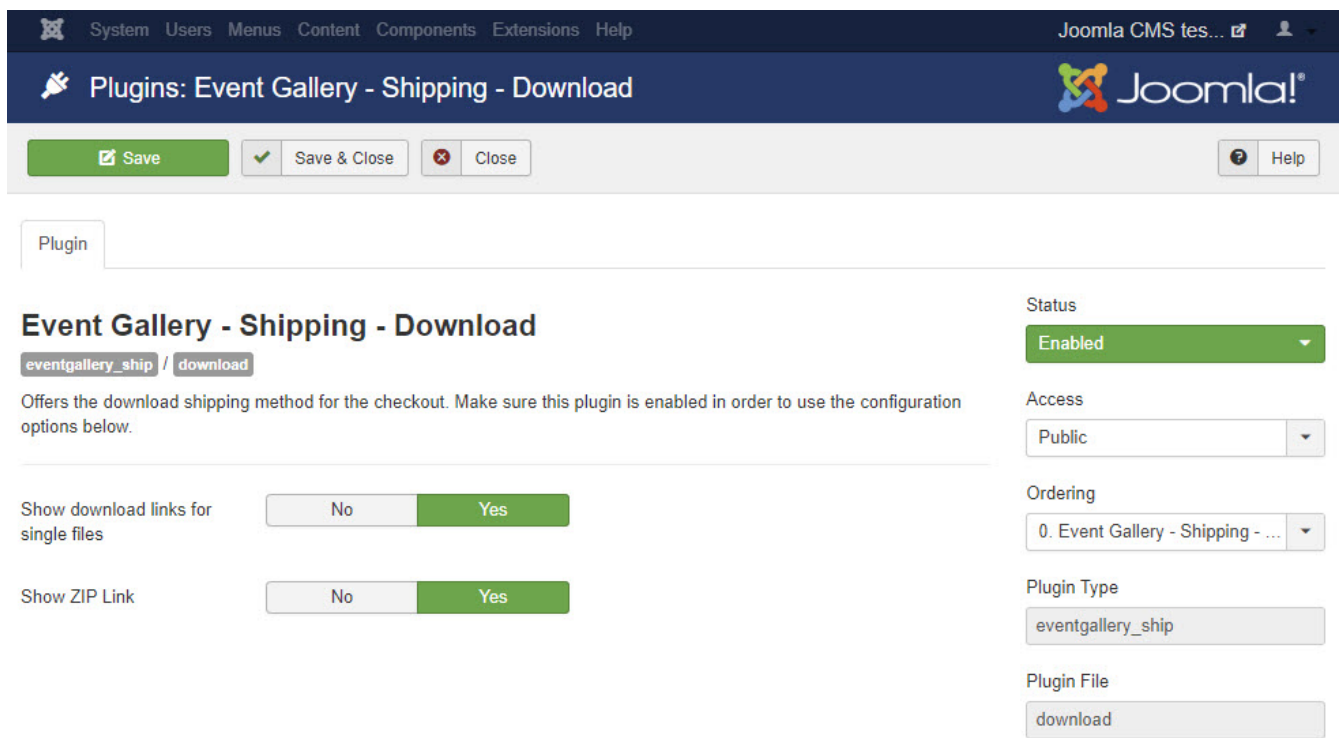 System Users Menus Content Components Extensions Help
Joomla CMS tes...
Plugins: Event Gallery - Shipping - Download
Joomla!®
Save
Save & Close
Close
Help
Plugin
Event Gallery - Shipping - Download
eventgallery_ship / download
Offers the download shipping method for the checkout. Make sure this plugin is enabled in order to use the configuration
options below.
Show download links for
single files
No
Yes
Show ZIP Link
No
Yes
Status
Enabled
Access
Public
Ordering
0. Event Gallery - Shipping - ...
Plugin Type
eventgallery_ship
Plugin File
download